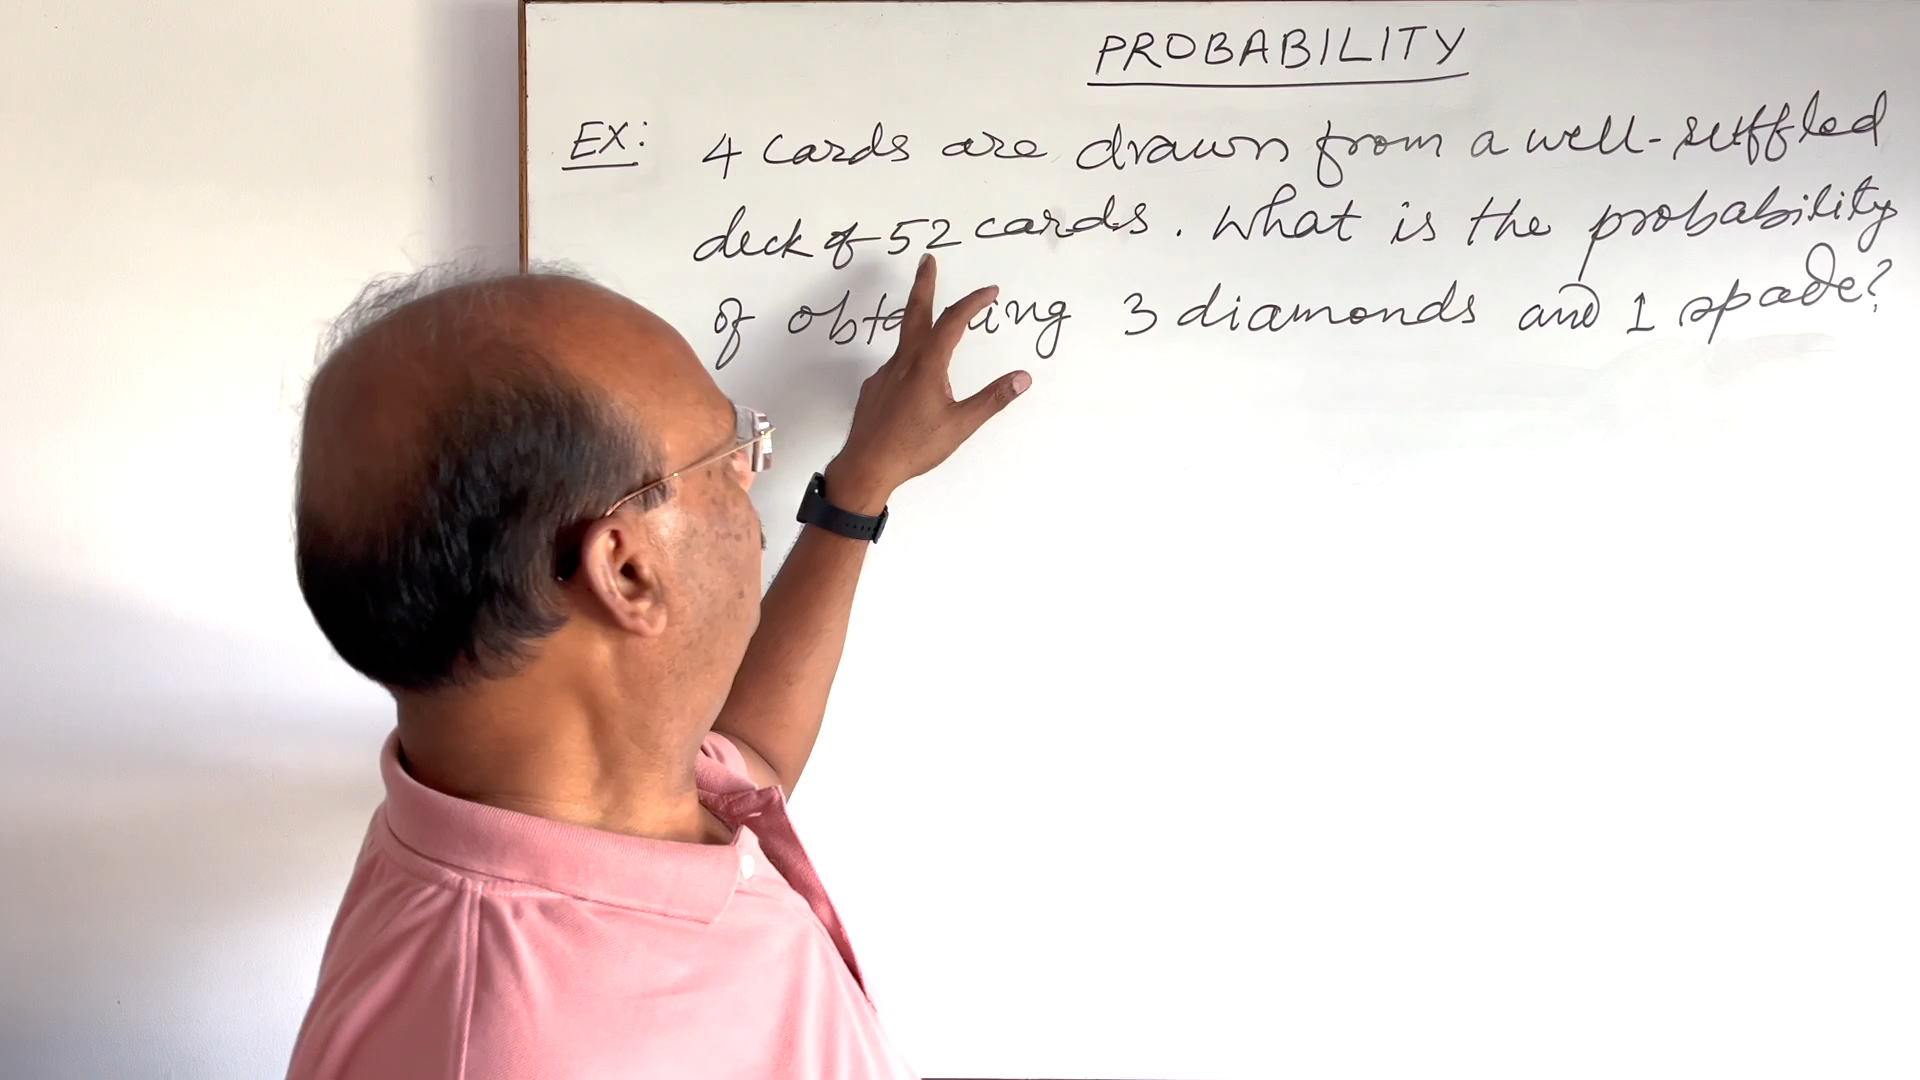 PROBABILITY
EX: 4 cards are drawn from a well-suffled
deck of 52 cards. What is the probability
of 3 diamonds and 1 spade?